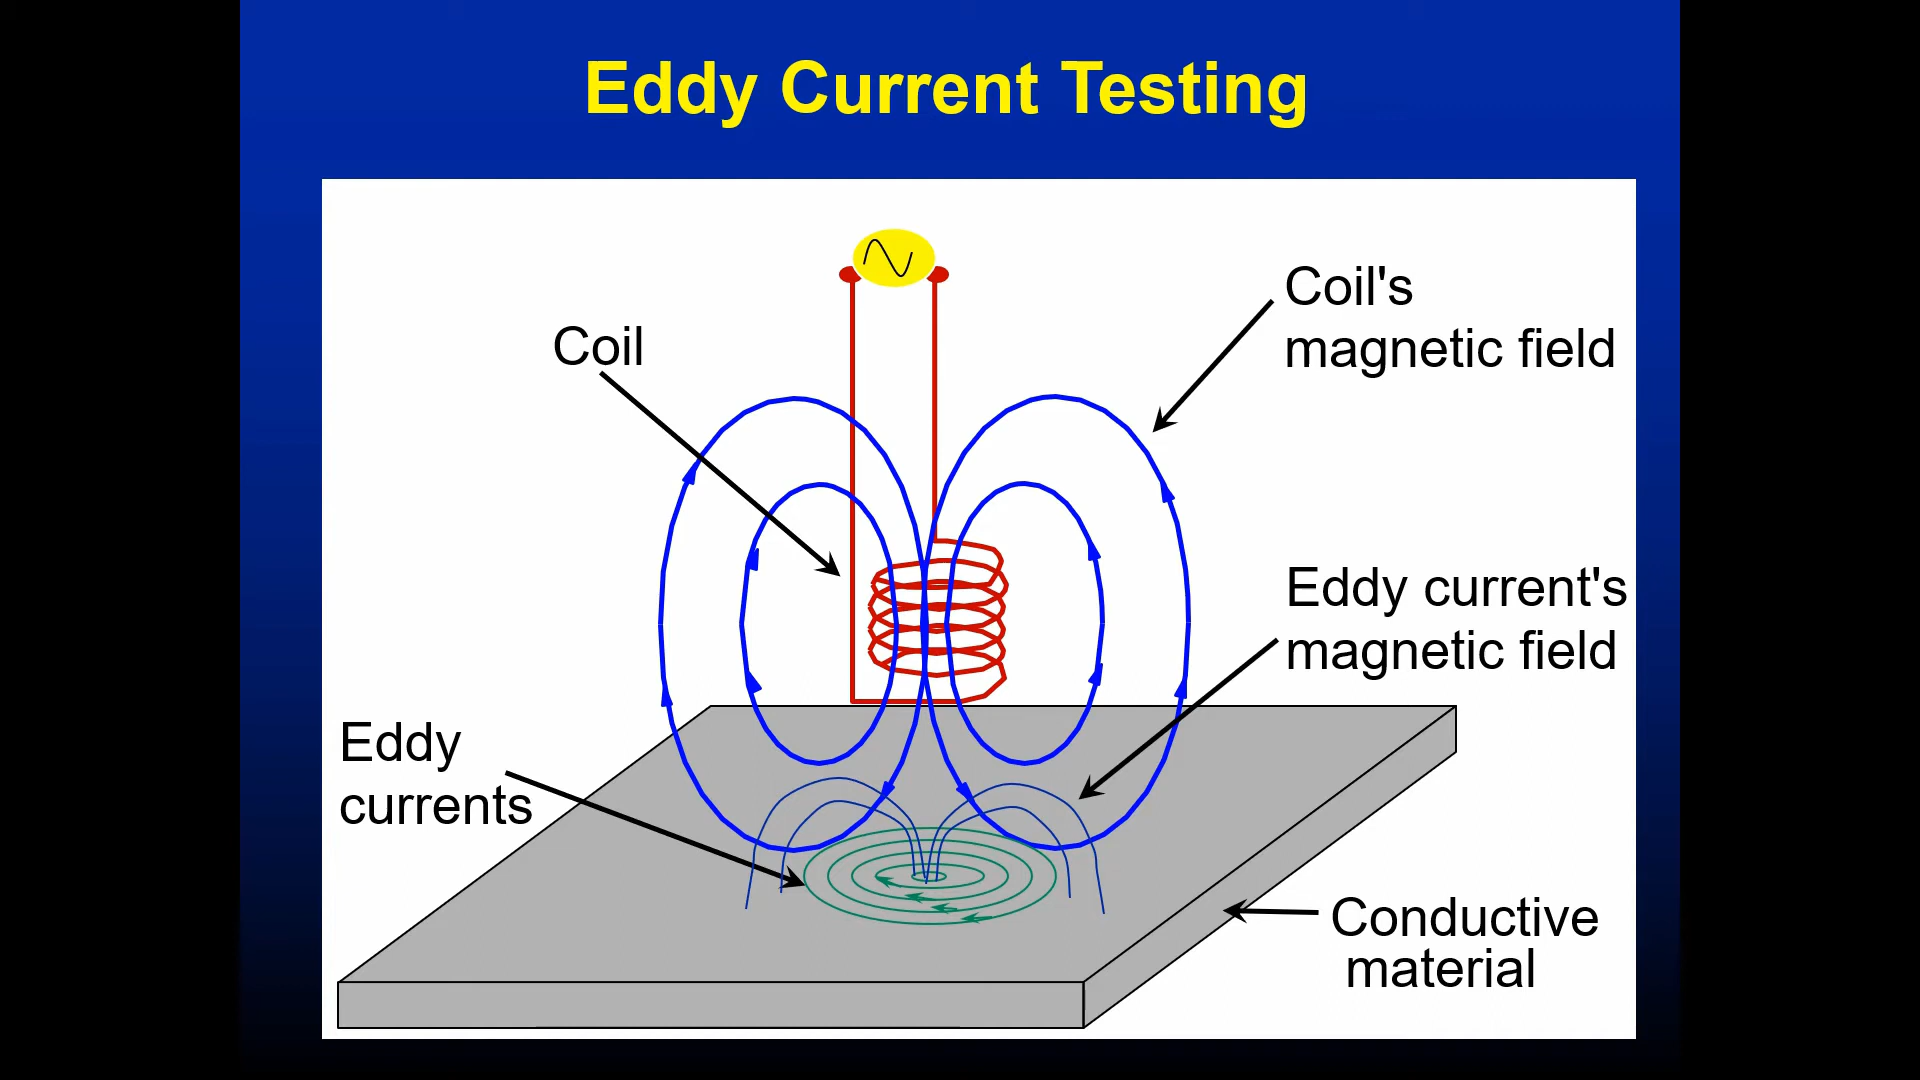 Eddy Current Testing
Coil's
magnetic field
Coil
Eddy current's
magnetic field
Eddy
currents
Conductive
material